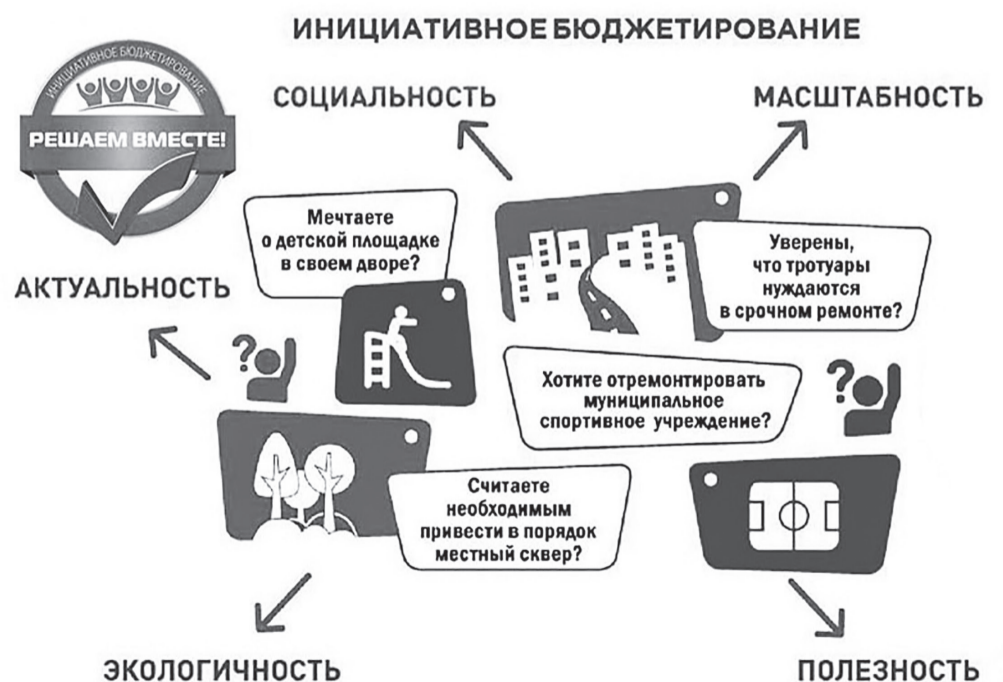 ИНИЦИАТИВНОЕ БЮДЖЕТИРОВАНИЕ
ИНИЦИАТИВНОЕ БЮДЖЕТИРОВАНИЕ
РЕШАЕМ ВМЕСТЕ!
СОЦИАЛЬНОСТЬ
МАСШТАБНОСТЬ
Мечтаете
о детской площадке
в своем дворе?
Уверены,
что тротуары
нуждаются
в срочном ремонте?
АКТУАЛЬНОСТЬ
?
Хотите отремонтировать
муниципальное
спортивное учреждение?
?
Считаете
необходимым
привести в порядок
местный сквер?
ЭКОЛОГИЧНОСТЬ
ПОЛЕЗНОСТЬ